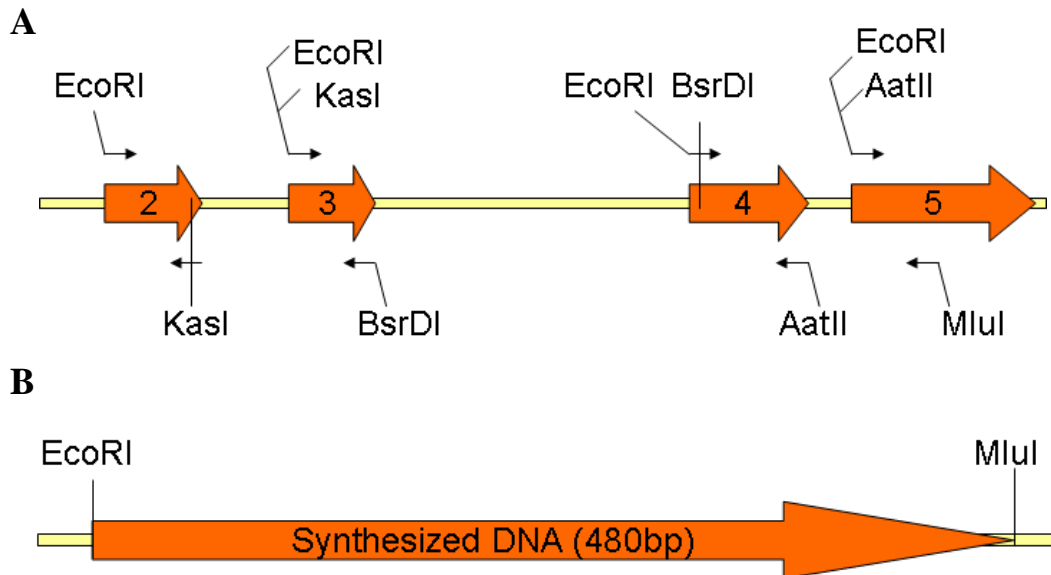 A
EcoRI
EcoRI
KasI
EcoRI BsrDI
EcoRI
AatII
2
3
4
5
KasI
BsrDI
AatII
MluI
B
EcoRI
MluI
Synthesized DNA (480bp)